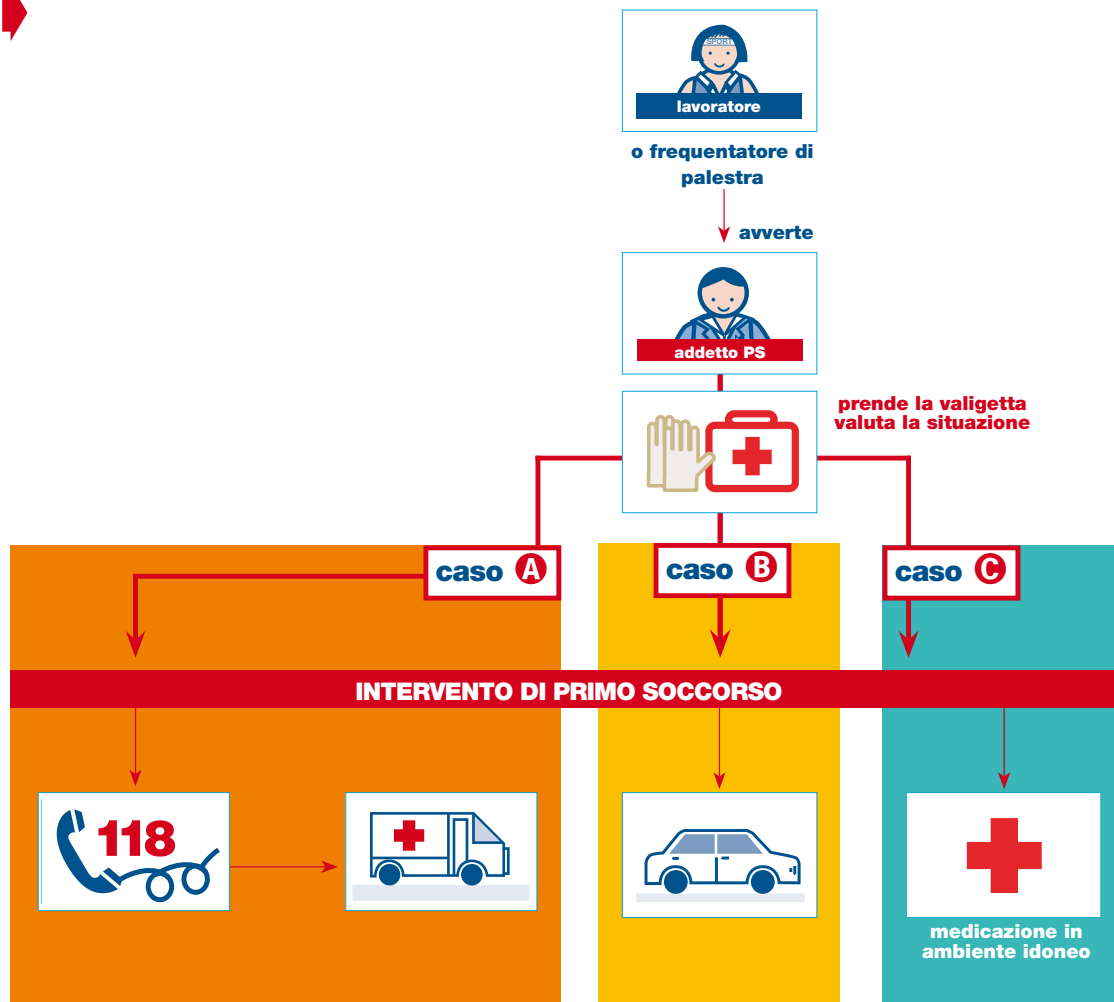 SPORT
lavoratore
o frequentatore di
palestra
avverte
addetto PS
prende la valigetta
valuta la situazione
caso A
caso B
caso C
INTERVENTO DI PRIMO SOCCORSO
118
medicazione in
ambiente idoneo